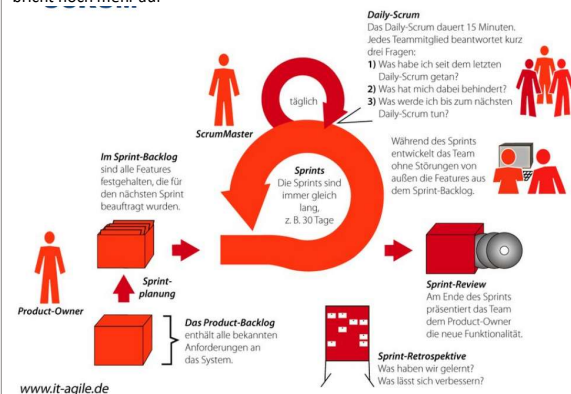 bricht noch mehr auf
Daily-Scrum
Das Daily-Scrum dauert 15 Minuten.
Jedes Teammitglied beantwortet kurz
drei Fragen:
1) Was habe ich seit dem letzten
Daily-Scrum getan?
2) Was hat mich dabei behindert?
3) Was werde ich bis zum nächsten
Daily-Scrum tun?
täglich
ScrumMaster
Im Sprint-Backlog
sind alle Features
festgehalten, die für
den nächsten Sprint
beauftragt wurden.
Sprints
Die Sprints sind
immer gleich
lang,
z. B. 30 Tage
Während des Sprints
entwickelt das Team
ohne Störungen von
außen die Features aus
dem Sprint-Backlog.
Product-Owner
Sprint-
planung
Das Product-Backlog
enthält alle bekannten
Anforderungen an
das System.
Sprint-Review
Am Ende des Sprints
präsentiert das Team
dem Product-Owner
die neue Funktionalität.
Sprint-Retrospektive
Was haben wir gelernt?
Was lässt sich verbessern?
www.it-agile.de